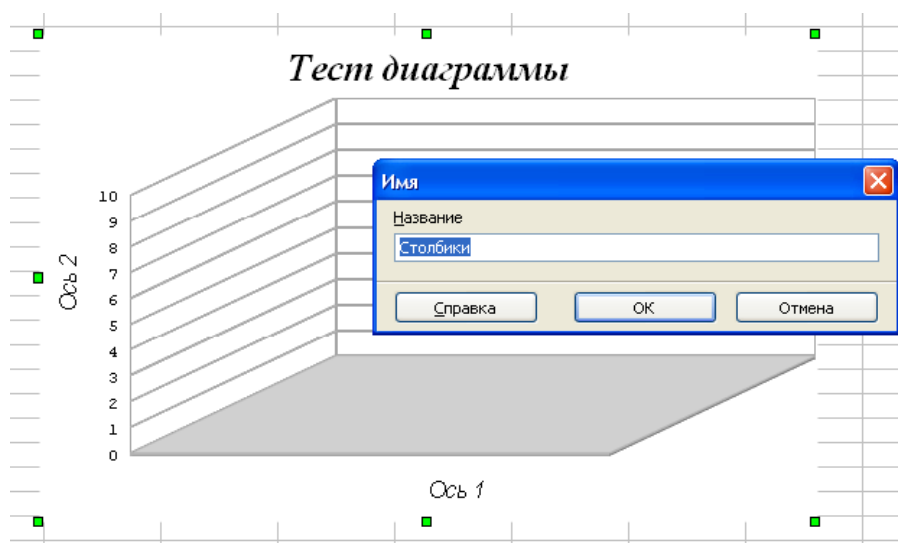 Тест диаграммы
Имя
Название
Столбики
Справка
ОК
Отмена
10
9
8
7
6
5
4
3
2
1
0
Ось 2
Ось 1